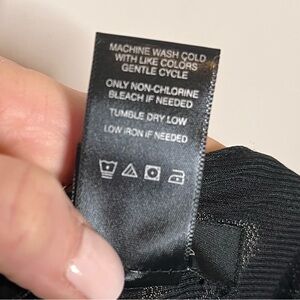 MACHINE WASH COLD
WITH LIKE COLORS
GENTLE CYCLE
ONLY NON-CHLORINE
BLEACH IF NEEDED
TUMBLE DRY LOW
LOW IRON IF NEEDED